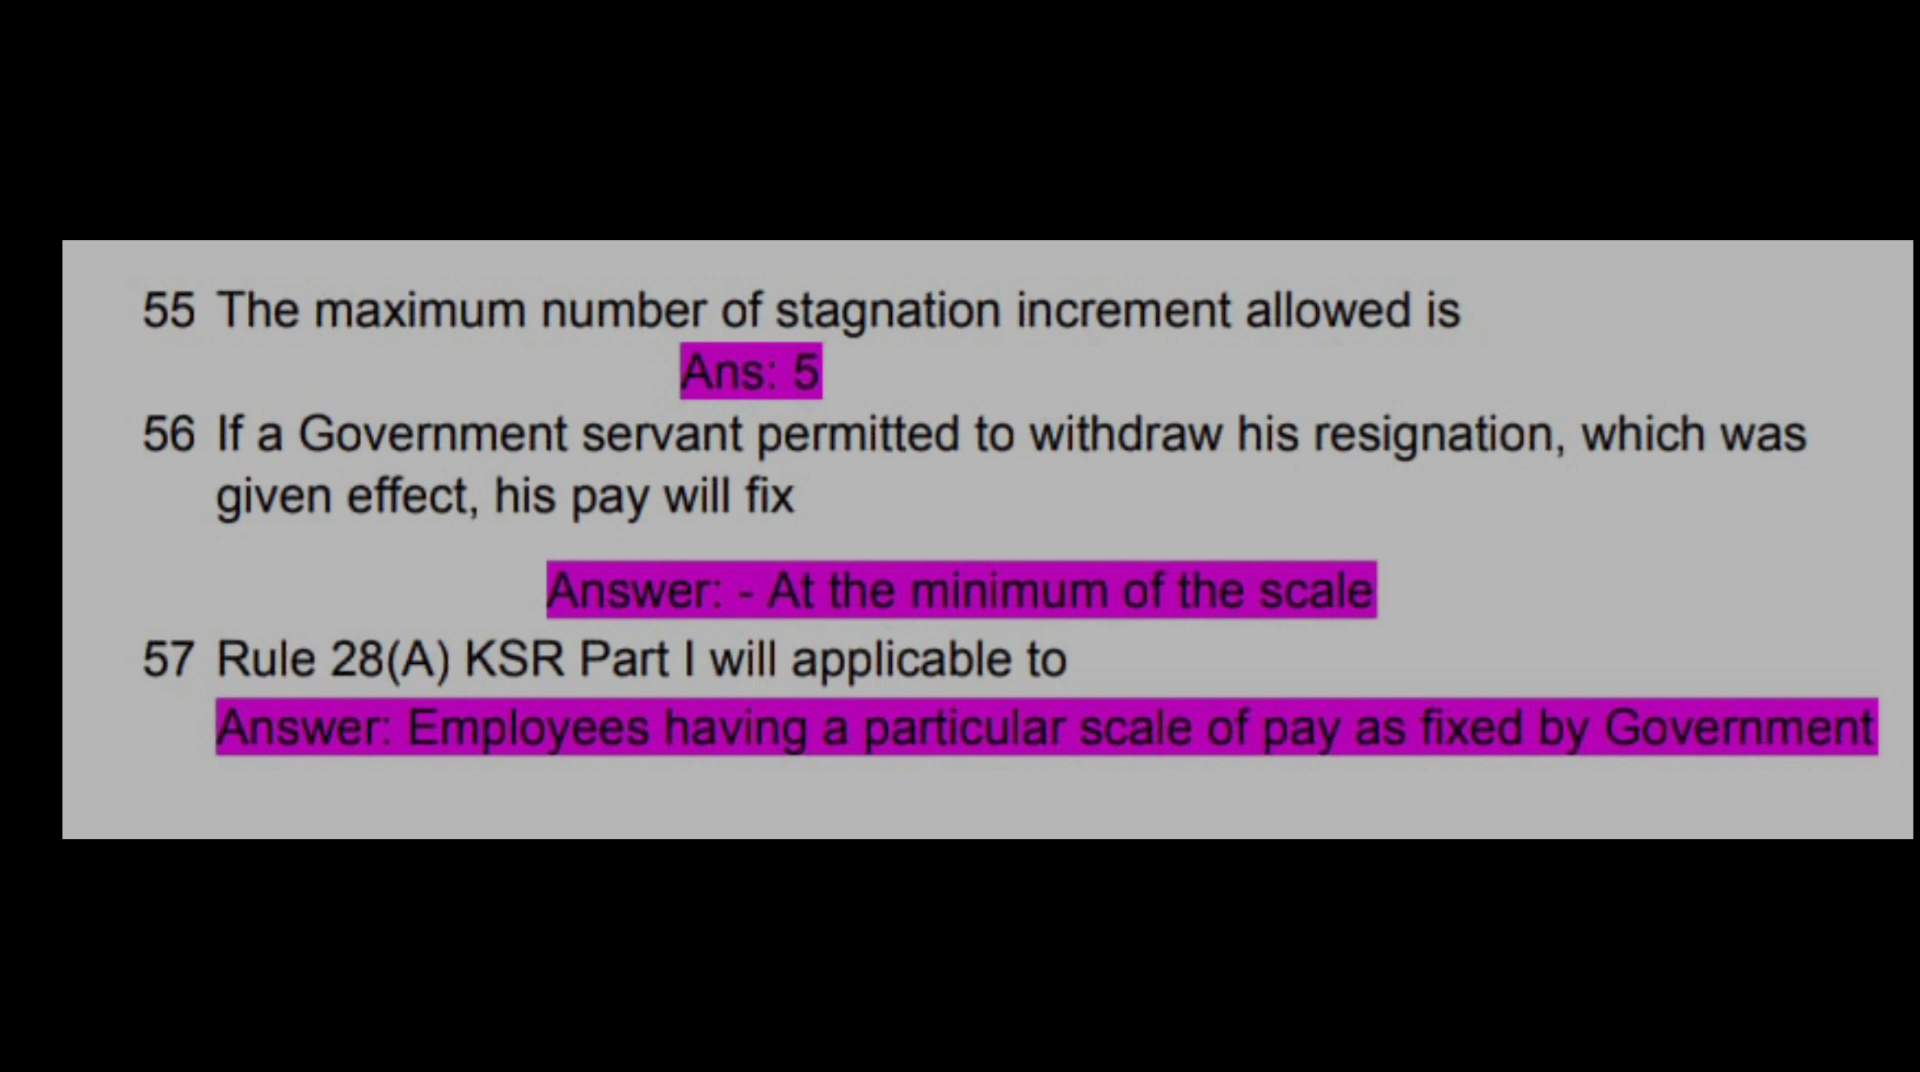 55 The maximum number of stagnation increment allowed is
Ans: 5
56 If a Government servant permitted to withdraw his resignation, which was
given effect, his pay will fix
Answer: - At the minimum of the scale
57 Rule 28(A) KSR Part I will applicable to
Answer: Employees having a particular scale of pay as fixed by Government